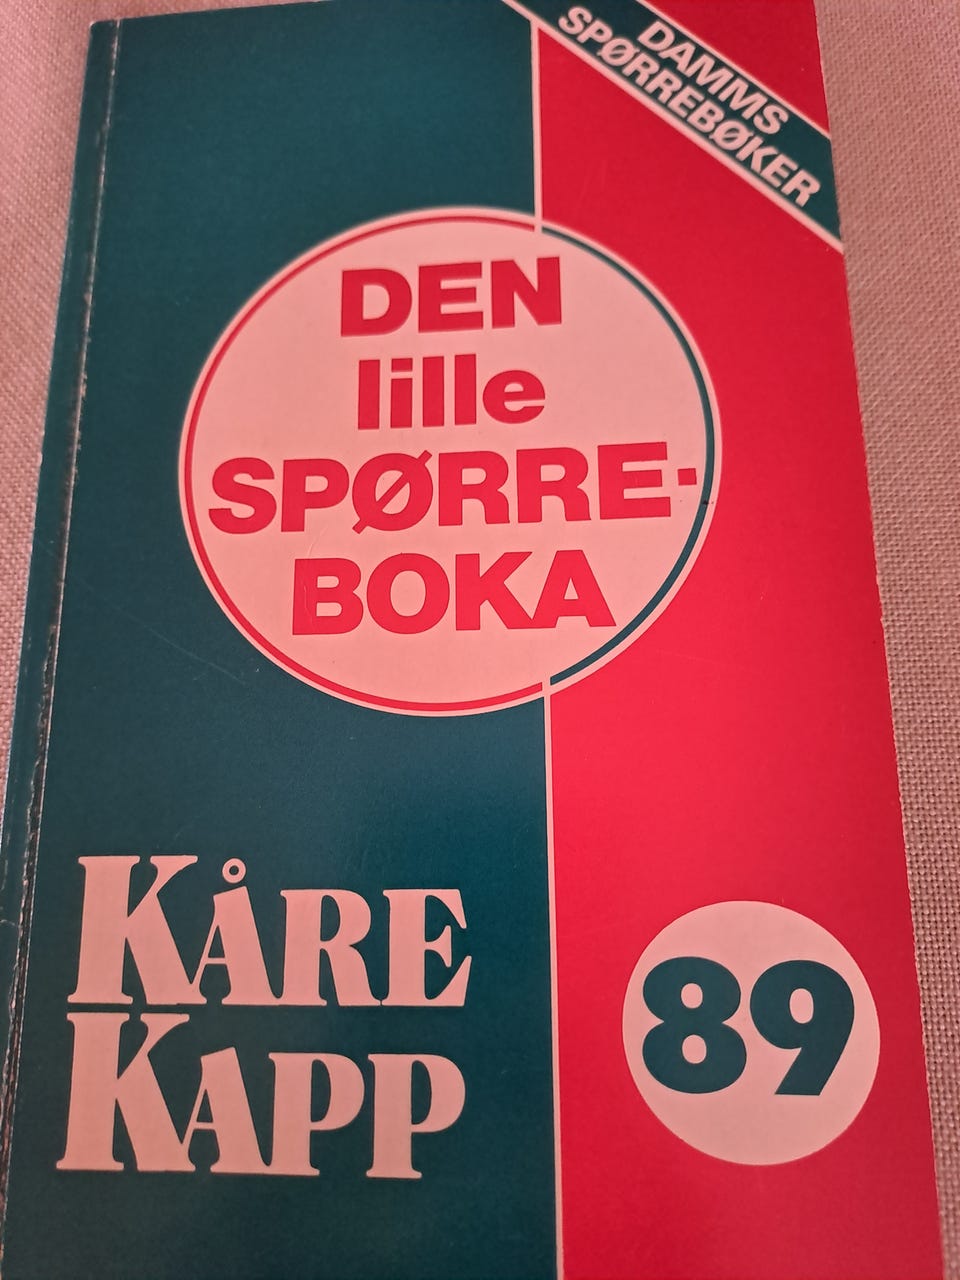 DAMMS
SPØRREBØKER
DEN
lille
SPØRRE-
BOKA
KÅRE
KAPP
89